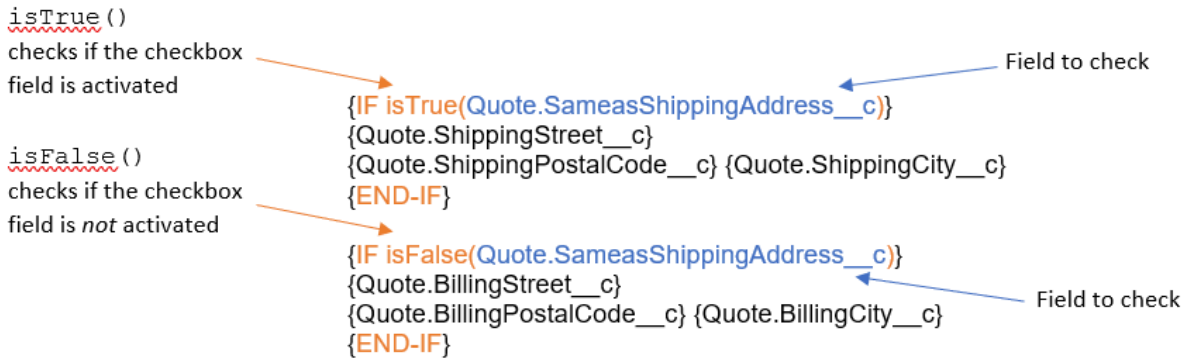 isTrue()
checks if the checkbox
field is activated
Field to check
{IF isTrue(Quote.SameasShippingAddress__c)}
{Quote.ShippingStreet__c}
{Quote.ShippingPostalCode__c} {Quote.ShippingCity__c}
{END-IF}
isFalse()
checks if the checkbox
field is not activated
{IF isFalse(Quote.SameasShippingAddress__c)}
{Quote.BillingStreet__c}
{Quote.BillingPostalCode__c} {Quote.BillingCity__c}
{END-IF}
Field to check